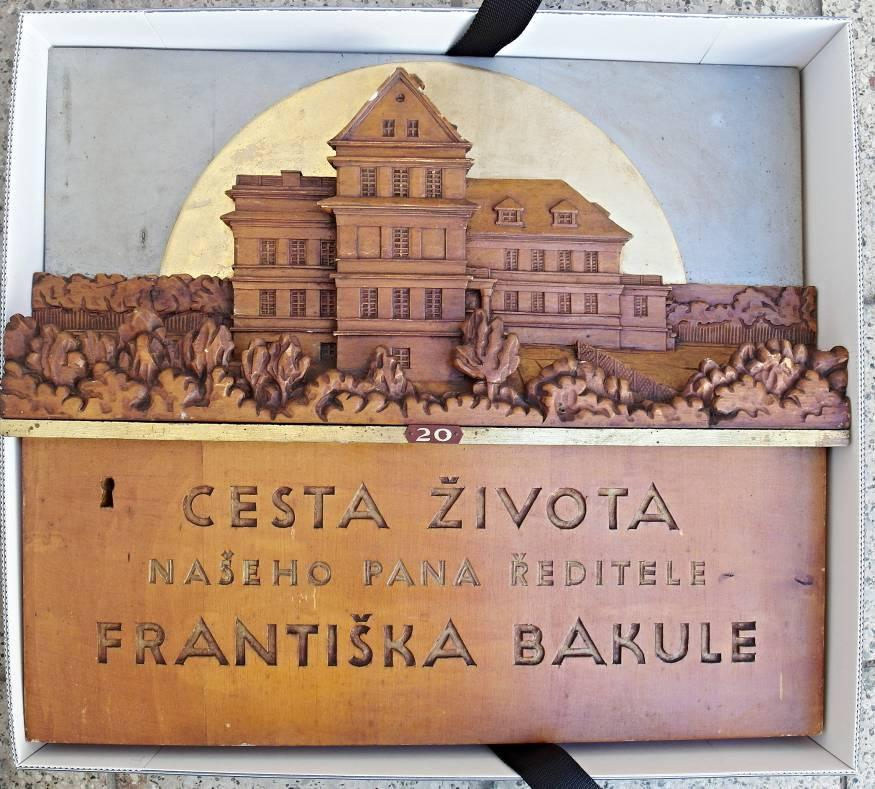 20
CESTA ŽIVOTA
NAŠEHO PANA ŘEDITELE
FRANTIŠKA BAKULE